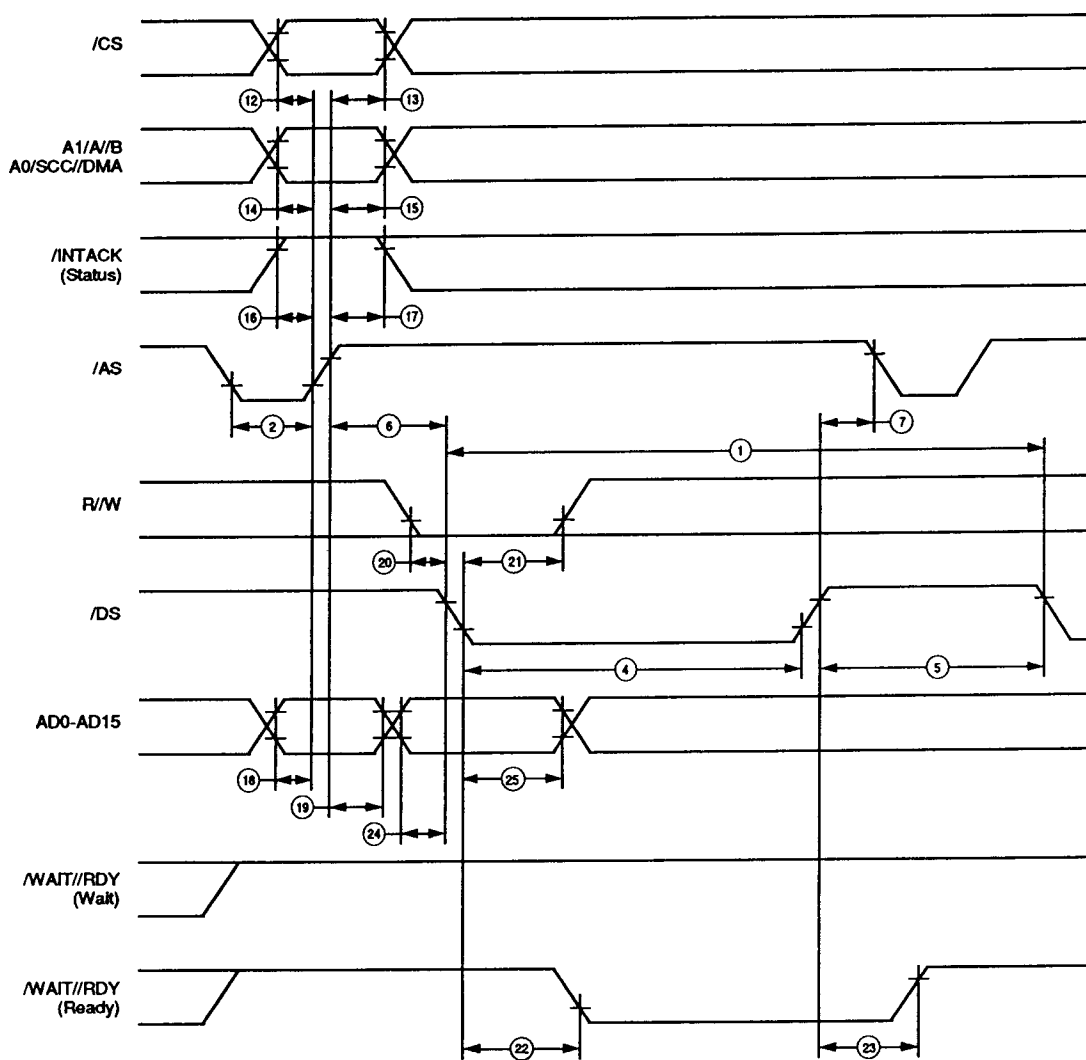 /CS
12
13
A1/A//B
A0/SCC//DMA
14
15
/INTACK
(Status)
16
17
/AS
2
6
7
1
R//W
20
21
/DS
4
5
AD0-AD15
18
25
19
24
/WAIT//RDY
(Wait)
/WAIT//RDY
(Ready)
22
23